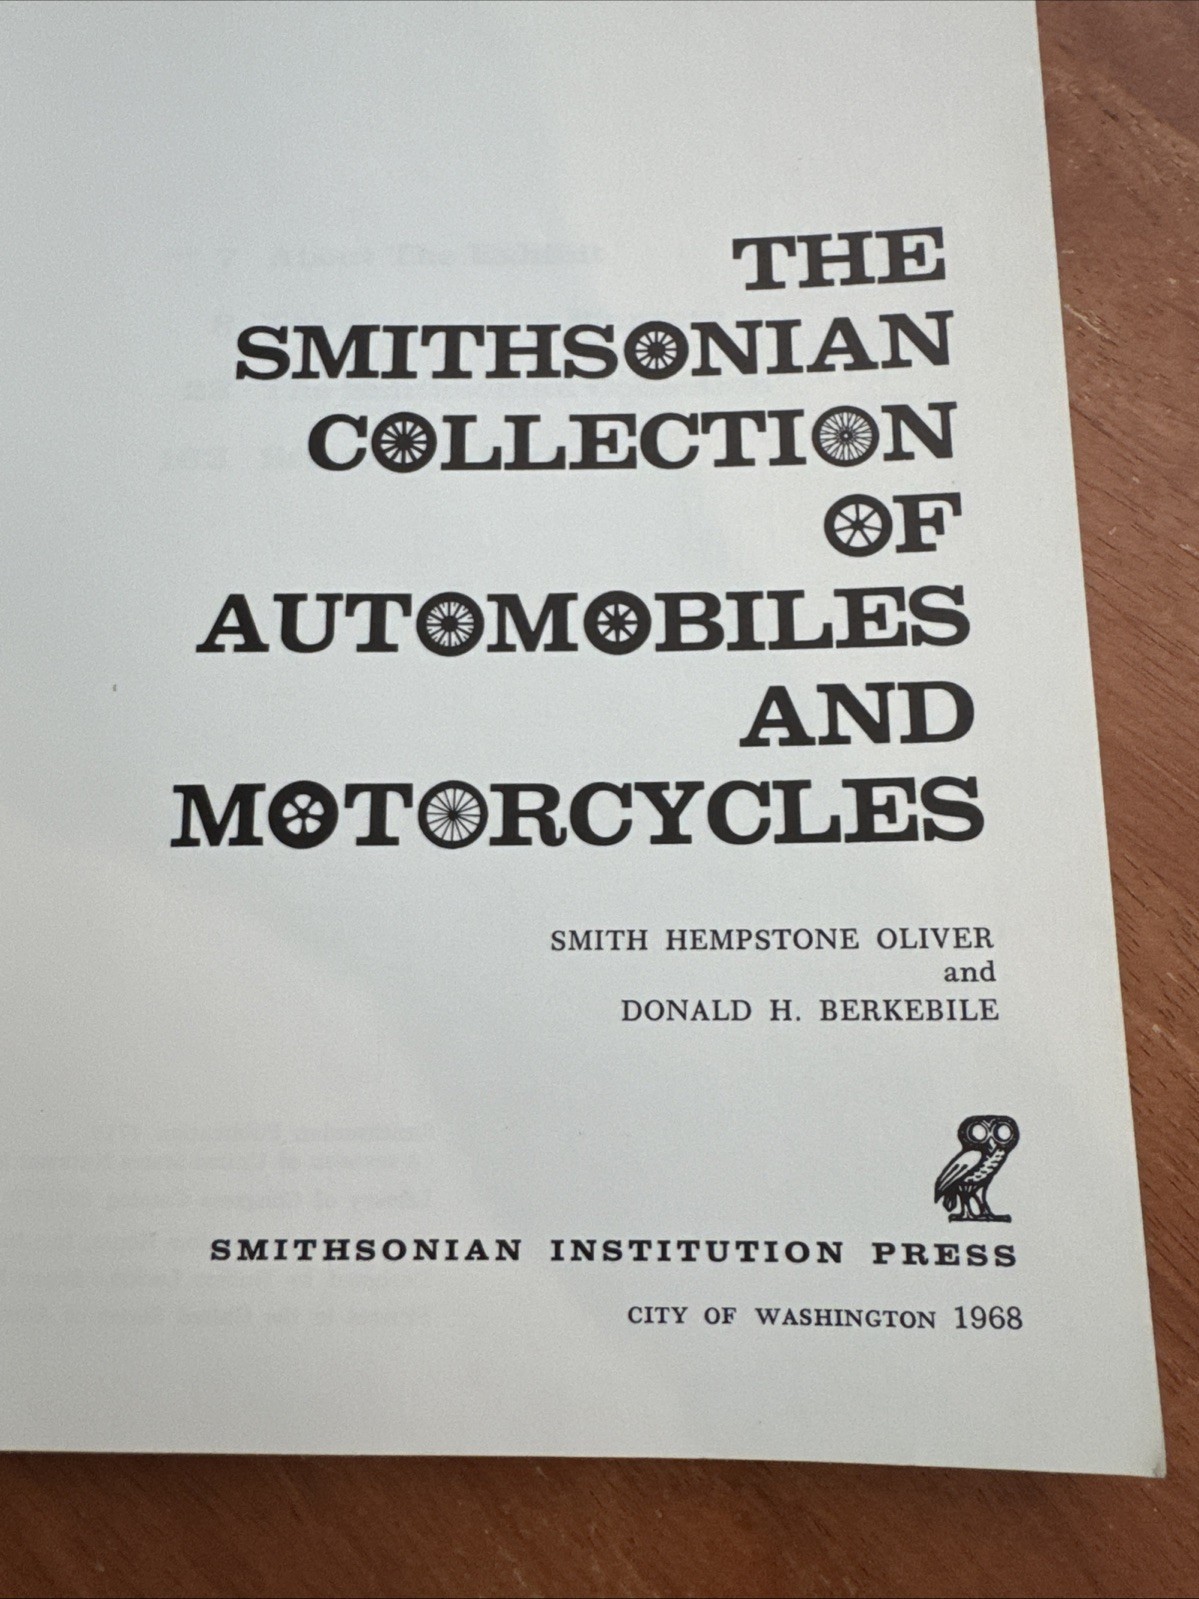 THE
SMITHSONIAN
COLLECTION
OF
AUTOMOBILES
AND
MOTORCYCLES
SMITH HEMPSTONE OLIVER
and
DONALD H. BERKEBILE
SMITHSONIAN INSTITUTION PRESS
CITY OF WASHINGTON 1968